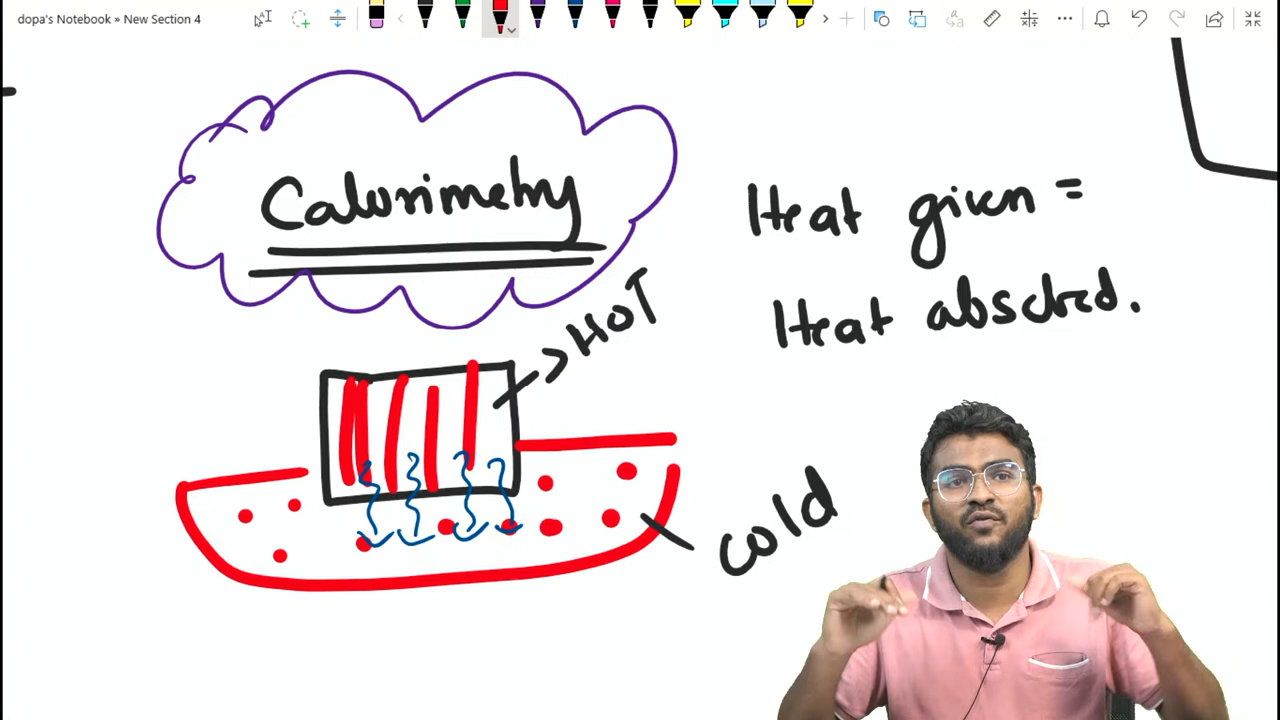 dopa's Notebook » New Section 4
Calorimetry
Heat given =
Heat absorbed.
HOT
cold